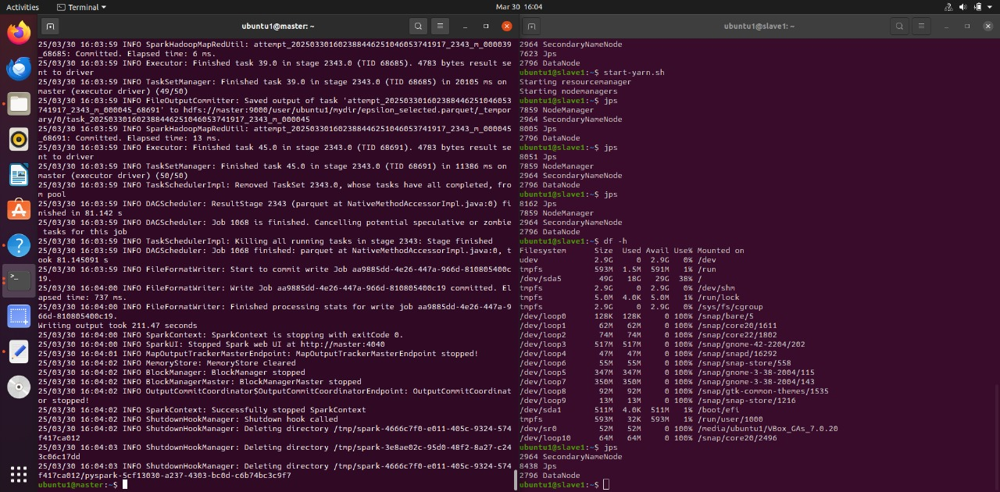 Activities
Terminal
Mar 30 16:04
ubuntu1@master: ~
25/03/30 16:03:59 INFO SparkHadoopMapRedUtil: attempt_202503301602388446251046053741917_2343_m_000039
_68685: Committed. Elapsed time: 6 ms.
25/03/30 16:03:59 INFO Executor: Finished task 39.0 in stage 2343.0 (TID 68685). 4783 bytes result se
nt to driver
25/03/30 16:03:59 INFO TaskSetManager: Finished task 39.0 in stage 2343.0 (TID 68685) in 20105 ms on
master (executor driver) (49/50)
25/03/30 16:03:59 INFO FileOutputCommitter: Saved output of task 'attempt_202503301602388446251046053
741917_2343_m_000045_68691' to hdfs://master:9000/user/ubuntu1/mydir/epsilon_selected.parquet/_tempor
ary/0/task_202503301602388446251046053741917_2343_m_000045
25/03/30 16:03:59 INFO SparkHadoopMapRedUtil: attempt_202503301602388446251046053741917_2343_m_000045
_68691: Committed. Elapsed time: 13 ms.
25/03/30 16:03:59 INFO Executor: Finished task 45.0 in stage 2343.0 (TID 68691). 4783 bytes result se
nt to driver
25/03/30 16:03:59 INFO TaskSetManager: Finished task 45.0 in stage 2343.0 (TID 68691) in 11386 ms on
master (executor driver) (50/50)
25/03/30 16:03:59 INFO TaskSchedulerImpl: Removed TaskSet 2343.0, whose tasks have all completed, fro
m pool
25/03/30 16:03:59 INFO DAGScheduler: ResultStage 2343 (parquet at NativeMethodAccessorImpl.java:0) fi
nished in 81.142 s
25/03/30 16:03:59 INFO DAGScheduler: Job 1068 is finished. Cancelling potential speculative or zombie
 tasks for this job
25/03/30 16:03:59 INFO TaskSchedulerImpl: Killing all running tasks in stage 2343: Stage finished
25/03/30 16:03:59 INFO DAGScheduler: Job 1068 finished: parquet at NativeMethodAccessorImpl.java:0, t
ook 81.145091 s
25/03/30 16:03:59 INFO FileFormatWriter: Start to commit write Job aa9885dd-4e26-447a-966d-810805400c
19.
25/03/30 16:04:00 INFO FileFormatWriter: Write Job aa9885dd-4e26-447a-966d-810805400c19 committed. El
apsed time: 737 ms.
25/03/30 16:04:00 INFO FileFormatWriter: Finished processing stats for write job aa9885dd-4e26-447a-9
66d-810805400c19.
Writing output took 211.47 seconds
25/03/30 16:04:00 INFO SparkContext: SparkContext is stopping with exitCode 0.
25/03/30 16:04:00 INFO SparkUI: Stopped Spark web UI at http://master:4040
25/03/30 16:04:01 INFO MapOutputTrackerMasterEndpoint: MapOutputTrackerMasterEndpoint stopped!
25/03/30 16:04:02 INFO MemoryStore: MemoryStore cleared
25/03/30 16:04:02 INFO BlockManager: BlockManager stopped
25/03/30 16:04:02 INFO BlockManagerMaster: BlockManagerMaster stopped
25/03/30 16:04:02 INFO OutputCommitCoordinator$OutputCommitCoordinatorEndpoint: OutputCommitCoordinat
or stopped!
25/03/30 16:04:02 INFO SparkContext: Successfully stopped SparkContext
25/03/30 16:04:02 INFO ShutdownHookManager: Shutdown hook called
25/03/30 16:04:02 INFO ShutdownHookManager: Deleting directory /tmp/spark-4666c7f0-e011-405c-9324-574
f417ca012
25/03/30 16:04:03 INFO ShutdownHookManager: Deleting directory /tmp/spark-3e8ae02c-95d0-48f2-8a27-c24
3c06c17dd
25/03/30 16:04:03 INFO ShutdownHookManager: Deleting directory /tmp/spark-4666c7f0-e011-405c-9324-574
f417ca012/pyspark-5cf13030-a237-4303-bc0d-c6b74bc3c9f7
ubuntu1@master:~$
ubuntu1@slave1: ~
2964 SecondaryNameNode
7623 Jps
2796 DataNode
ubuntu1@slave1:~$ start-yarn.sh
Starting resourcemanager
Starting nodemanagers
ubuntu1@slave1:~$ jps
7859 NodeManager
2964 SecondaryNameNode
8005 Jps
2796 DataNode
ubuntu1@slave1:~$ jps
8051 Jps
7859 NodeManager
2964 SecondaryNameNode
2796 DataNode
ubuntu1@slave1:~$ jps
8162 Jps
7859 NodeManager
2964 SecondaryNameNode
2796 DataNode
ubuntu1@slave1:~$ df -h
Filesystem      Size  Used Avail Use% Mounted on
udev            2.9G     0  2.9G   0% /dev
tmpfs           593M  1.5M  591M   1% /run
/dev/sda5        49G   18G   29G  38% /
tmpfs           2.9G     0  2.9G   0% /dev/shm
tmpfs           5.0M  4.0K  5.0M   1% /run/lock
tmpfs           2.9G     0  2.9G   0% /sys/fs/cgroup
/dev/loop0      128K  128K     0 100% /snap/bare/5
/dev/loop1       62M   62M     0 100% /snap/core20/1611
/dev/loop2       74M   74M     0 100% /snap/core22/1802
/dev/loop3      517M  517M     0 100% /snap/gnome-42-2204/202
/dev/loop4       47M   47M     0 100% /snap/snapd/16292
/dev/loop6       55M   55M     0 100% /snap/snap-store/558
/dev/loop5      347M  347M     0 100% /snap/gnome-3-38-2004/115
/dev/loop7      350M  350M     0 100% /snap/gnome-3-38-2004/143
/dev/loop8       92M   92M     0 100% /snap/gtk-common-themes/1535
/dev/loop9       13M   13M     0 100% /snap/snap-store/1216
/dev/sda1       511M  4.0K  511M   1% /boot/efi
tmpfs           593M   32K  593M   1% /run/user/1000
/dev/sr0         52M   52M     0 100% /media/ubuntu1/VBox_GAs_7.0.20
/dev/loop10      64M   64M     0 100% /snap/core20/2496
ubuntu1@slave1:~$ jps
2964 SecondaryNameNode
8438 Jps
2796 DataNode
ubuntu1@slave1:~$